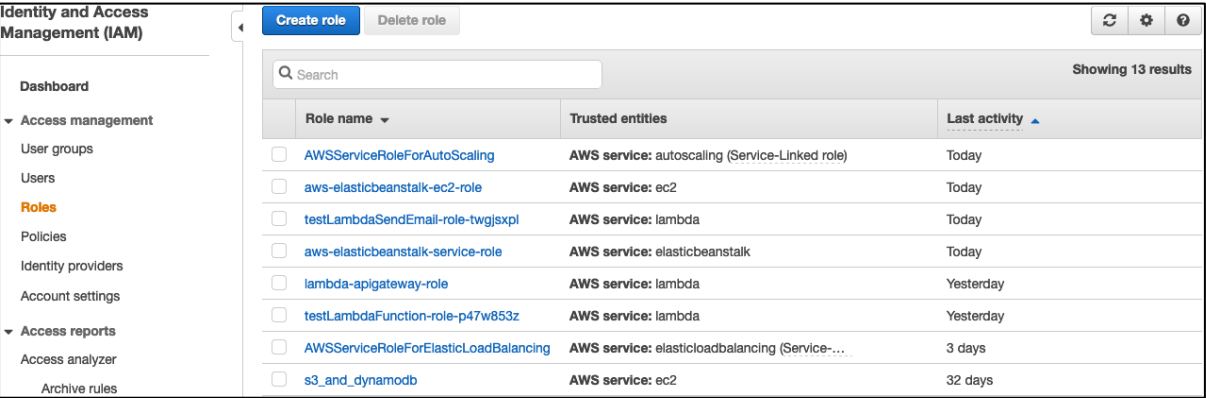 Identity and Access
Management (IAM)
Dashboard
Access management
User groups
Users
Roles
Policies
Identity providers
Account settings
Access reports
Access analyzer
Archive rules
Create role Delete role
Search
Showing 13 results
Role name Trusted entities Last activity
AWSServiceRoleForAutoScaling AWS service: autoscaling (Service-Linked role) Today
aws-elasticbeanstalk-ec2-role AWS service: ec2 Today
testLambdaSendEmail-role-twgjsxpl AWS service: lambda Today
aws-elasticbeanstalk-service-role AWS service: elasticbeanstalk Today
lambda-apigateway-role AWS service: lambda Yesterday
testLambdaFunction-role-p47w853z AWS service: lambda Yesterday
AWSServiceRoleForElasticLoadBalancing AWS service: elasticloadbalancing (Service-... 3 days
s3_and_dynamodb AWS service: ec2 32 days